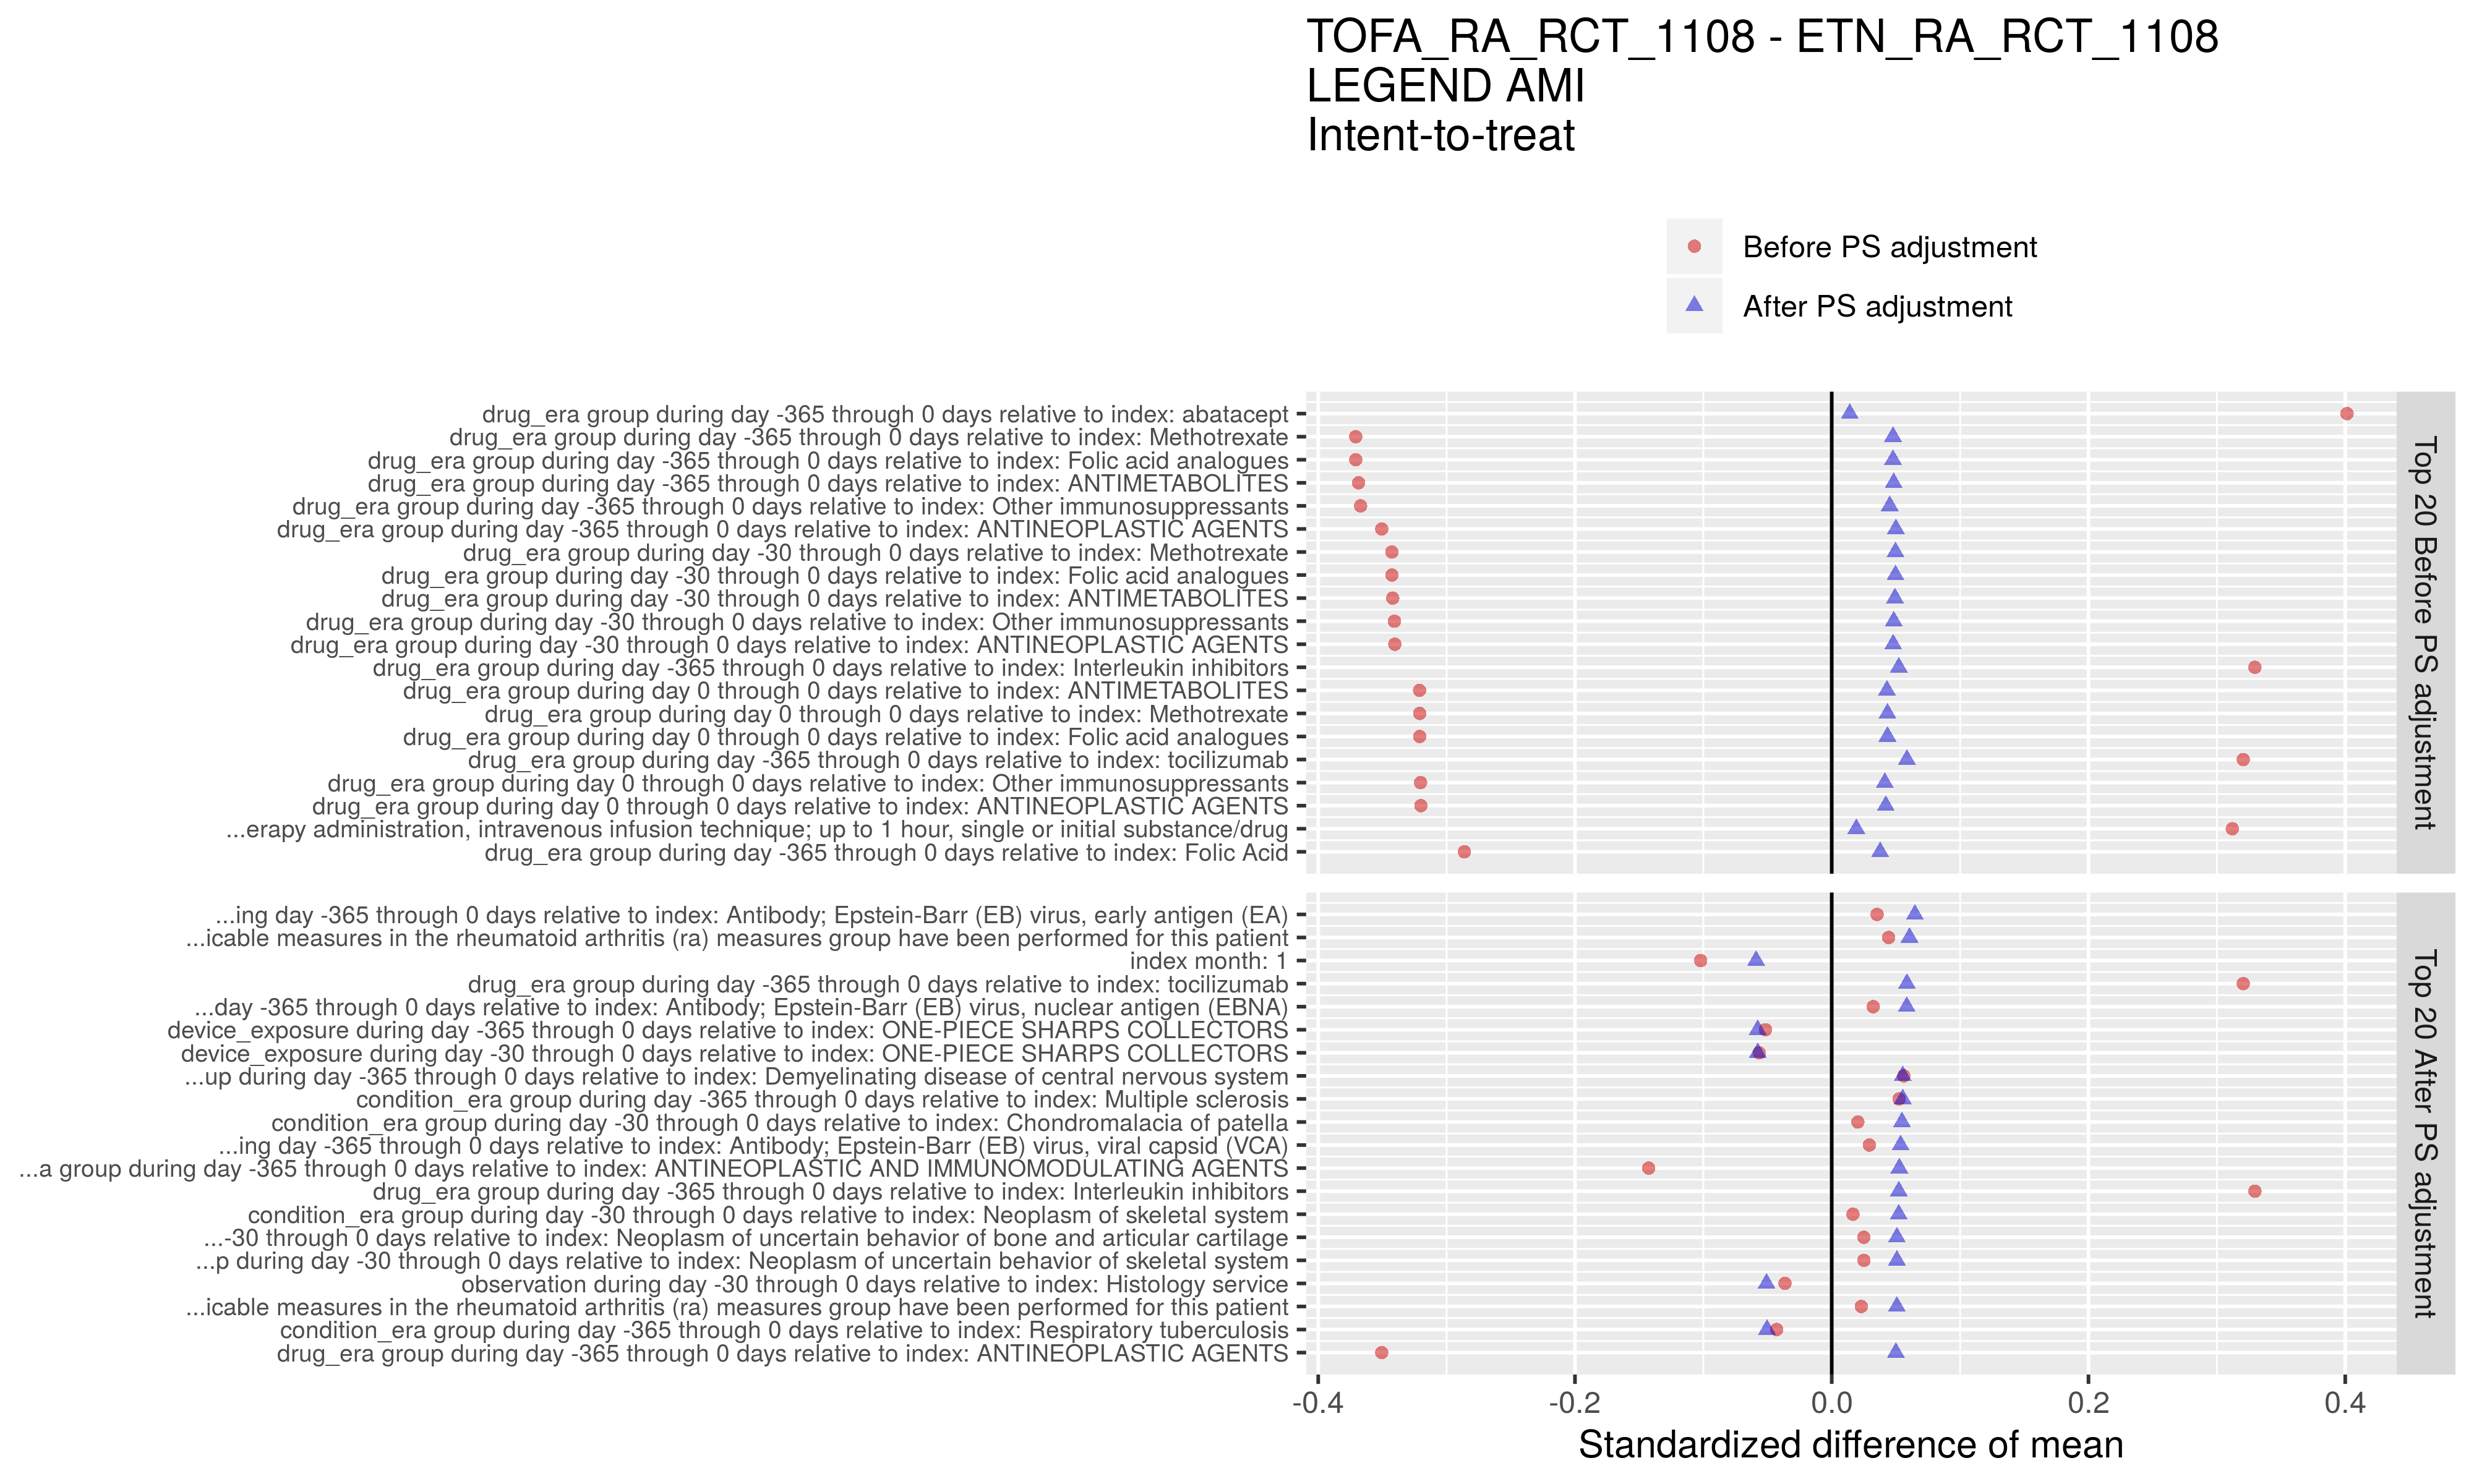 TOFA_RA_RCT_1108 - ETN_RA_RCT_1108
LEGEND AMI
Intent-to-treat
Before PS adjustment
After PS adjustment
drug_era group during day -365 through 0 days relative to index: abatacept
drug_era group during day -365 through 0 days relative to index: Methotrexate
drug_era group during day -365 through 0 days relative to index: Folic acid analogues
drug_era group during day -365 through 0 days relative to index: ANTIMETABOLITES
drug_era group during day -365 through 0 days relative to index: Other immunosuppressants
drug_era group during day -365 through 0 days relative to index: ANTINEOPLASTIC AGENTS
drug_era group during day -30 through 0 days relative to index: Methotrexate
drug_era group during day -30 through 0 days relative to index: Folic acid analogues
drug_era group during day -30 through 0 days relative to index: ANTIMETABOLITES
drug_era group during day -30 through 0 days relative to index: Other immunosuppressants
drug_era group during day -30 through 0 days relative to index: ANTINEOPLASTIC AGENTS
drug_era group during day -365 through 0 days relative to index: Interleukin inhibitors
drug_era group during day 0 through 0 days relative to index: ANTIMETABOLITES
drug_era group during day 0 through 0 days relative to index: Methotrexate
drug_era group during day 0 through 0 days relative to index: Folic acid analogues
drug_era group during day -365 through 0 days relative to index: tocilizumab
drug_era group during day 0 through 0 days relative to index: Other immunosuppressants
drug_era group during day 0 through 0 days relative to index: ANTINEOPLASTIC AGENTS
...erapy administration, intravenous infusion technique; up to 1 hour, single or initial substance/drug
drug_era group during day -365 through 0 days relative to index: Folic Acid
Top 20 Before PS adjustment
...ing day -365 through 0 days relative to index: Antibody; Epstein-Barr (EB) virus, early antigen (EA)
...icable measures in the rheumatoid arthritis (ra) measures group have been performed for this patient
index month: 1
drug_era group during day -365 through 0 days relative to index: tocilizumab
...day -365 through 0 days relative to index: Antibody; Epstein-Barr (EB) virus, nuclear antigen (EBNA)
device_exposure during day -365 through 0 days relative to index: ONE-PIECE SHARPS COLLECTORS
device_exposure during day -30 through 0 days relative to index: ONE-PIECE SHARPS COLLECTORS
...up during day -365 through 0 days relative to index: Demyelinating disease of central nervous system
condition_era group during day -365 through 0 days relative to index: Multiple sclerosis
condition_era group during day -30 through 0 days relative to index: Chondromalacia of patella
...ing day -365 through 0 days relative to index: Antibody; Epstein-Barr (EB) virus, viral capsid (VCA)
...a group during day -365 through 0 days relative to index: ANTINEOPLASTIC AND IMMUNOMODULATING AGENTS
drug_era group during day -365 through 0 days relative to index: Interleukin inhibitors
condition_era group during day -30 through 0 days relative to index: Neoplasm of skeletal system
...-30 through 0 days relative to index: Neoplasm of uncertain behavior of bone and articular cartilage
...p during day -30 through 0 days relative to index: Neoplasm of uncertain behavior of skeletal system
observation during day -30 through 0 days relative to index: Histology service
...icable measures in the rheumatoid arthritis (ra) measures group have been performed for this patient
condition_era group during day -365 through 0 days relative to index: Respiratory tuberculosis
drug_era group during day -365 through 0 days relative to index: ANTINEOPLASTIC AGENTS
Top 20 After PS adjustment
-0.4 -0.2 0.0 0.2 0.4
Standardized difference of mean